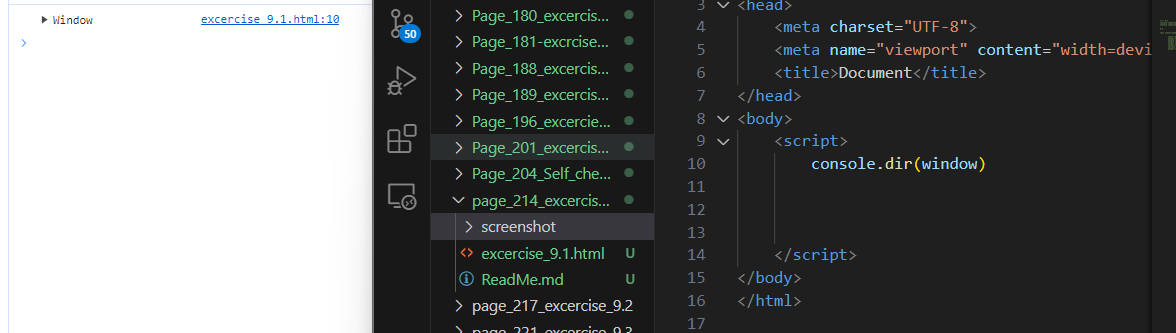 Window excercise 9.1.html:10
50
Page_180_excercis...
Page_181-excrcise...
Page_188_excercis...
Page_189_excercis...
Page_196_excercie...
Page_201_excercis...
Page_204_Self_che...
page_214_excercis...
screenshot
excercise_9.1.html U
ReadMe.md U
page_217_excercise_9.2
page_221_excercise_9.3
3 <head>
4 <meta charset="UTF-8">
5 <meta name="viewport" content="width=devi
6 <title>Document</title>
7 </head>
8 <body>
9 <script>
10 console.dir(window)
11
12
13
14 </script>
15 </body>
16 </html>
17